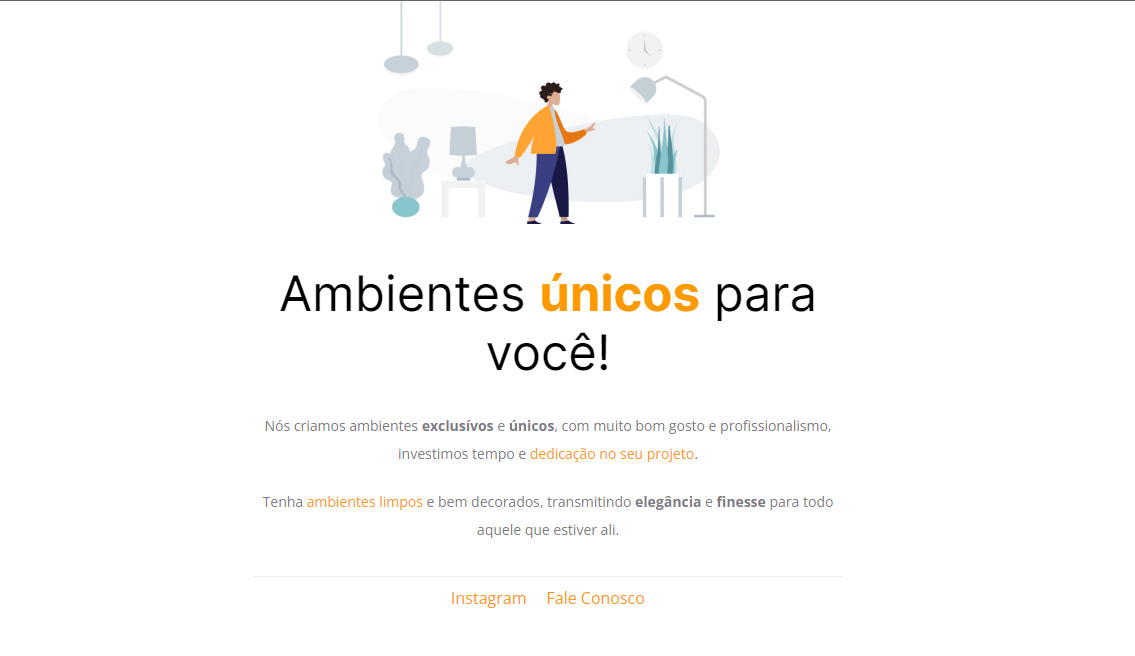 Ambientes únicos para
você!
Nós criamos ambientes exclusívos e únicos, com muito bom gosto e profissionalismo,
investimos tempo e dedicação no seu projeto.
Tenha ambientes limpos e bem decorados, transmitindo elegância e finesse para todo
aquele que estiver ali.
Instagram Fale Conosco